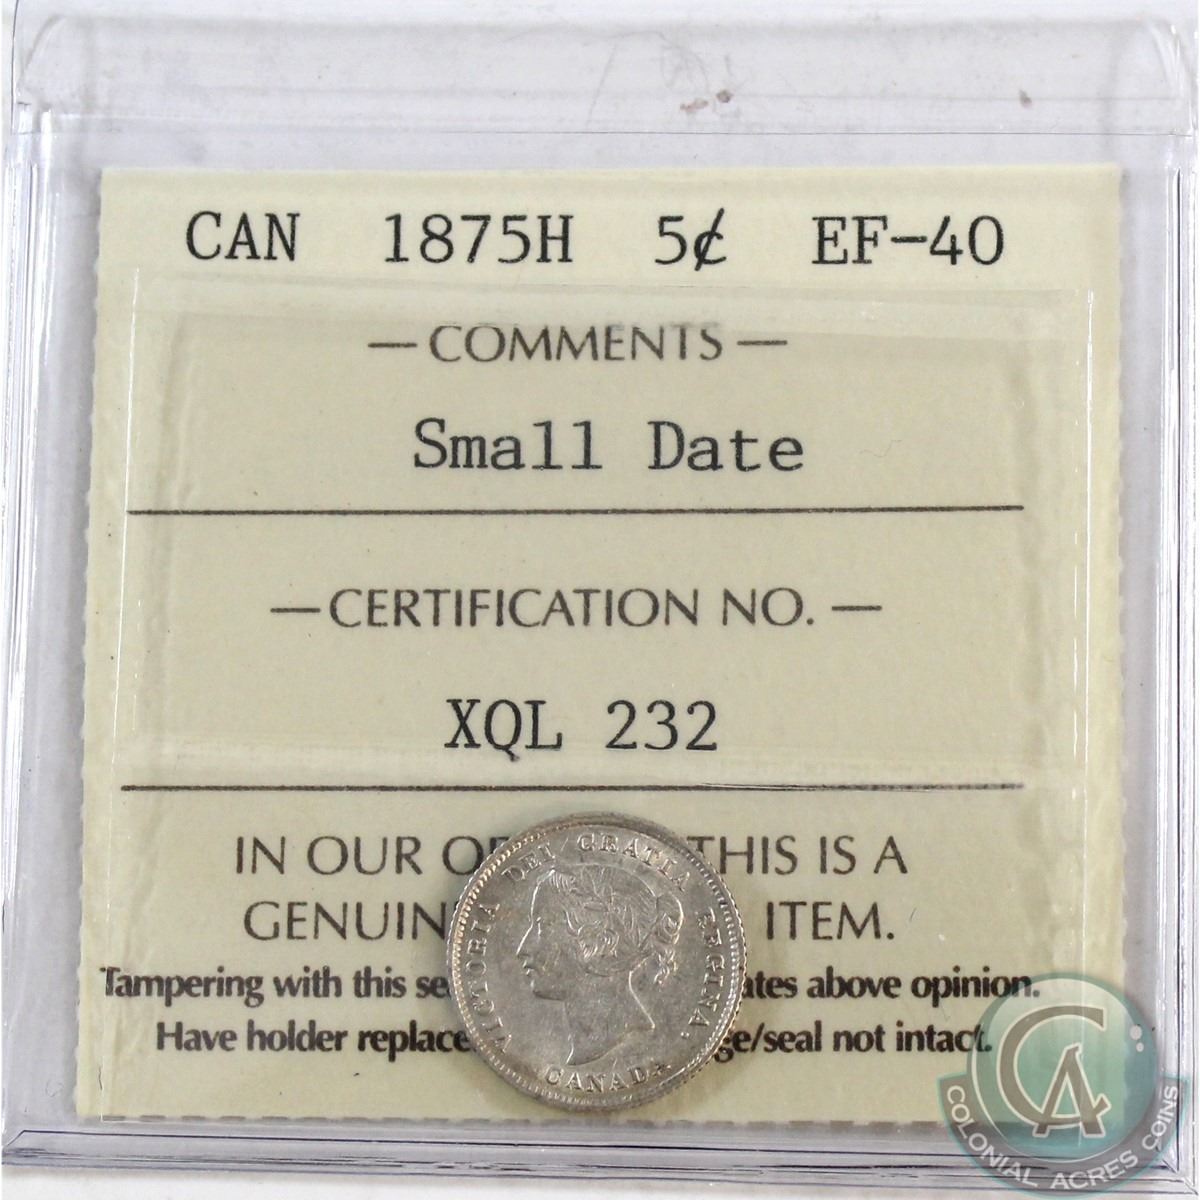 CAN 1875H 5¢ EF-40
— COMMENTS —
Small Date
— CERTIFICATION NO. —
XQL 232
IN OUR OP THIS IS A
GENUIN ITEM.
Tampering with this se ates above opinion.
Have holder replace ge/seal not intact.
VICTORIA DEI GRATIA REGINA.
CANADA
CA
COLONIAL ACRES COINS